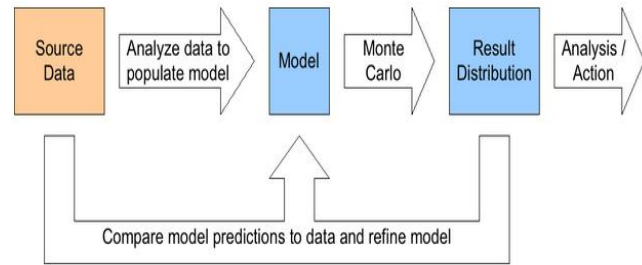 Source
Data
Analyze data to
populate model
Model
Monte
Carlo
Result
Distribution
Analysis /
Action
Compare model predictions to data and refine model